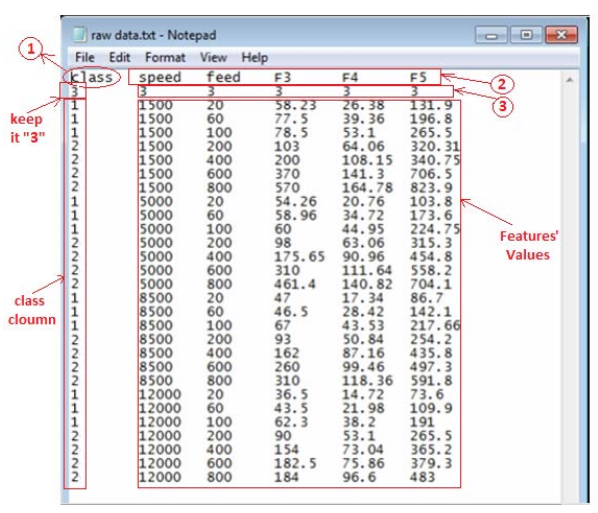 raw data.txt - Notepad
File Edit Format View Help
1
class speed feed F3 F4 F5
2
3 3 3 3 3 3
3
keep
it "3"
1 1500 20 58.23 26.38 131.9
1 1500 60 77.5 39.36 196.8
1 1500 100 78.5 53.1 265.5
2 1500 200 103 64.06 320.31
2 1500 400 200 108.15 340.75
2 1500 600 370 141.3 706.5
2 1500 800 570 164.78 823.9
1 5000 20 54.26 20.76 103.8
1 5000 60 58.96 34.72 173.6
1 5000 100 60 44.95 224.75
2 5000 200 98 63.06 315.3
2 5000 400 175.65 90.96 454.8
2 5000 600 310 111.64 558.2
2 5000 800 461.4 140.82 704.1
1 8500 20 47 17.34 86.7
1 8500 60 46.5 28.42 142.1
1 8500 100 67 43.53 217.66
2 8500 200 93 50.84 254.2
2 8500 400 162 87.16 435.8
2 8500 600 260 99.46 497.3
2 8500 800 310 118.36 591.8
1 12000 20 36.5 14.72 73.6
1 12000 60 43.5 21.98 109.9
1 12000 100 62.3 38.2 191
2 12000 200 90 53.1 265.5
2 12000 400 154 73.04 365.2
2 12000 600 182.5 75.86 379.3
2 12000 800 184 96.6 483
Features'
Values
class
cloumn